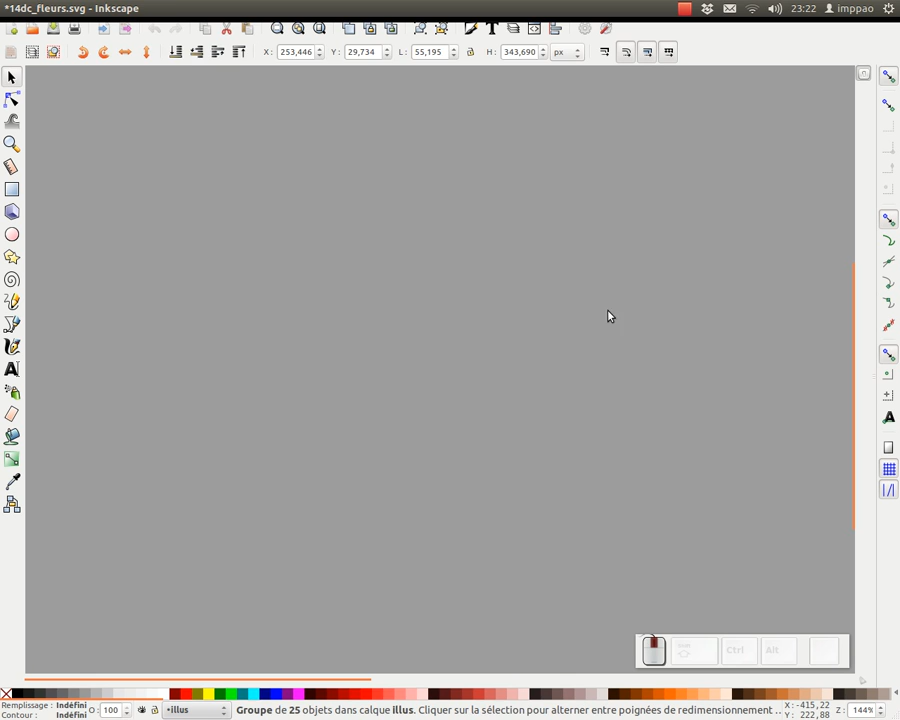 *14dc_fleurs.svg - Inkscape
23:22
imppao
X :
253,446
Y :
29,734
L :
55,195
H :
343,690
px
Ctrl
Alt
Remplissage : Indéfini
Contour : Indéfini
O :
100
•illus
Groupe de 25 objets dans calque illus. Cliquer sur la sélection pour alterner entre poignées de redimensionnement ..
X : -415,22
Y : 222,88
Z :
144%